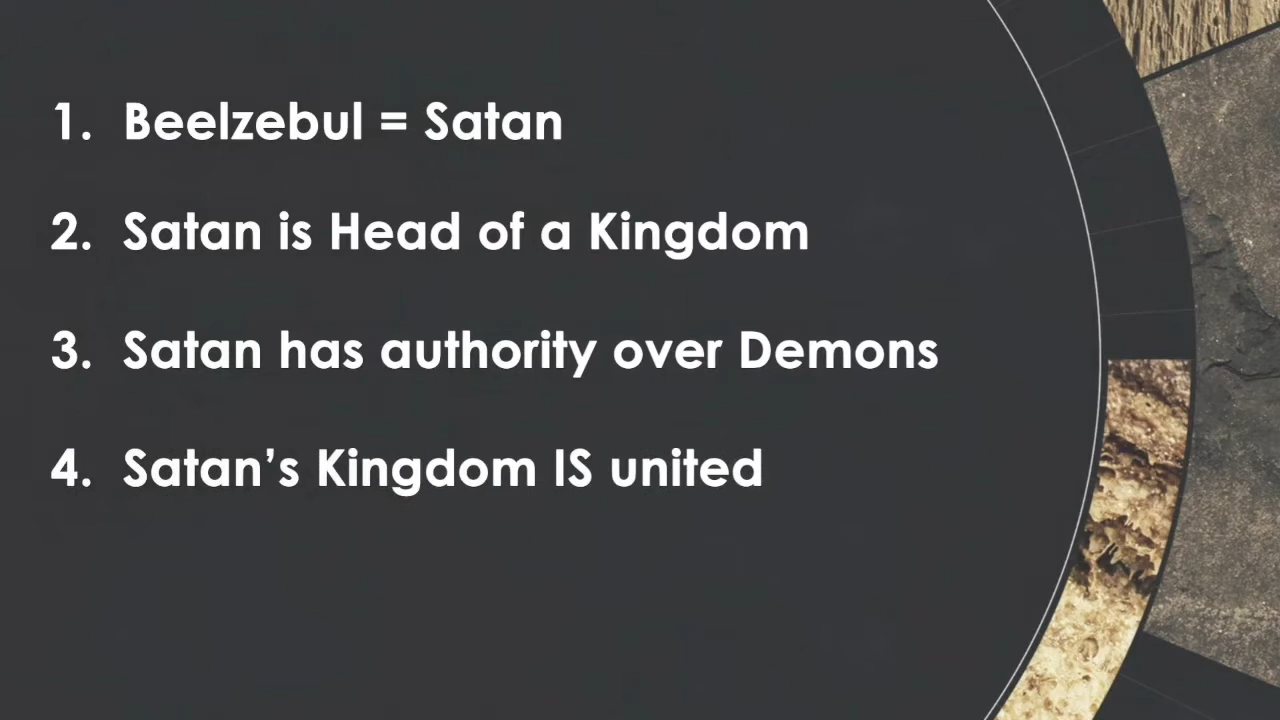 1. Beelzebul = Satan
2. Satan is Head of a Kingdom
3. Satan has authority over Demons
4. Satan’s Kingdom IS united